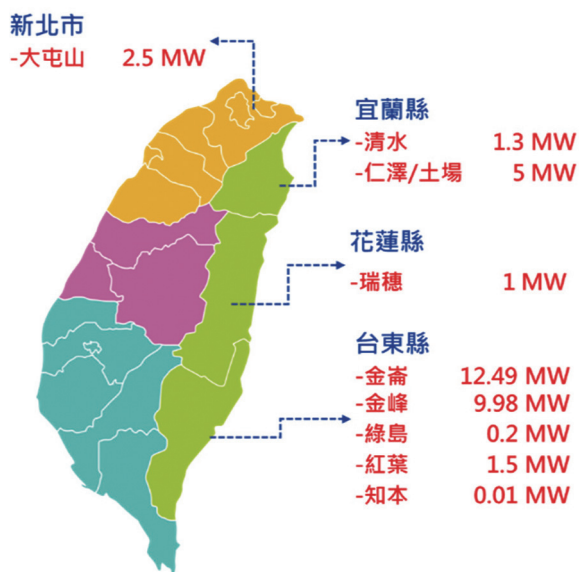 新北市
-大屯山 2.5 MW
宜蘭縣
-清水 1.3 MW
-仁澤/土場 5 MW
花蓮縣
-瑞穗 1 MW
台東縣
-金崙 12.49 MW
-金峰 9.98 MW
-綠島 0.2 MW
-紅葉 1.5 MW
-知本 0.01 MW